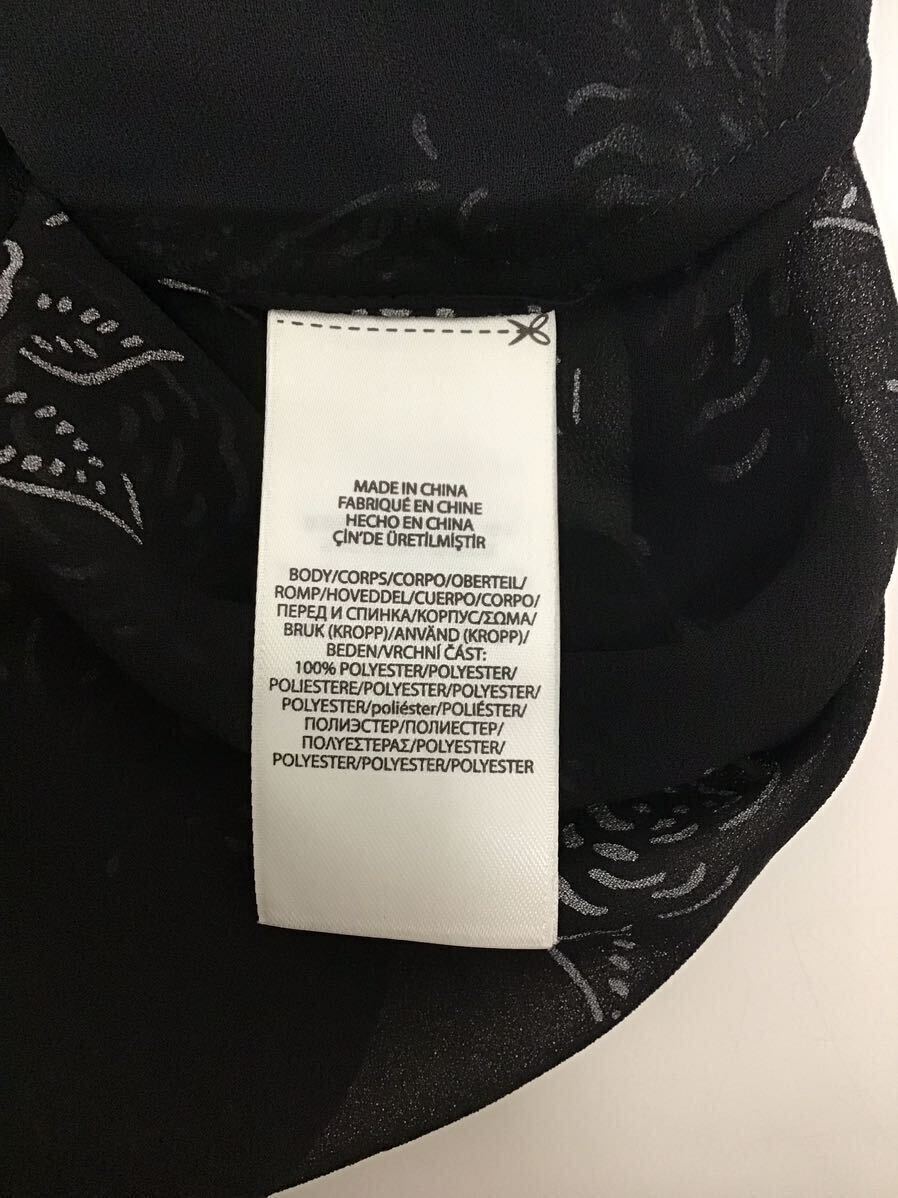 MADE IN CHINA
FABRIQUÉ EN CHINE
HECHO EN CHINA
ÇİN'DE ÜRETİLMİŞTİR
BODY/CORPS/CORPO/OBERTEIL/
ROMP/HOVEDDEL/CUERPO/CORPO/
ПЕРЕД И СПИНКА/КОРПУС/ΣΩΜΑ/
BRUK (KROPP)/ANVÄND (KROPP)/
BEDEN/VRCHNÍ ČÁST:
100% POLYESTER/POLYESTER/
POLIESTERE/POLYESTER/POLYESTER/
POLYESTER/poliéster/POLIÉSTER/
ПОЛИЭСТЕР/ПОЛИЕСТЕР/
ΠΟΛΥΕΣΤΕΡΑΣ/POLYESTER/
POLYESTER/POLYESTER/POLYESTER